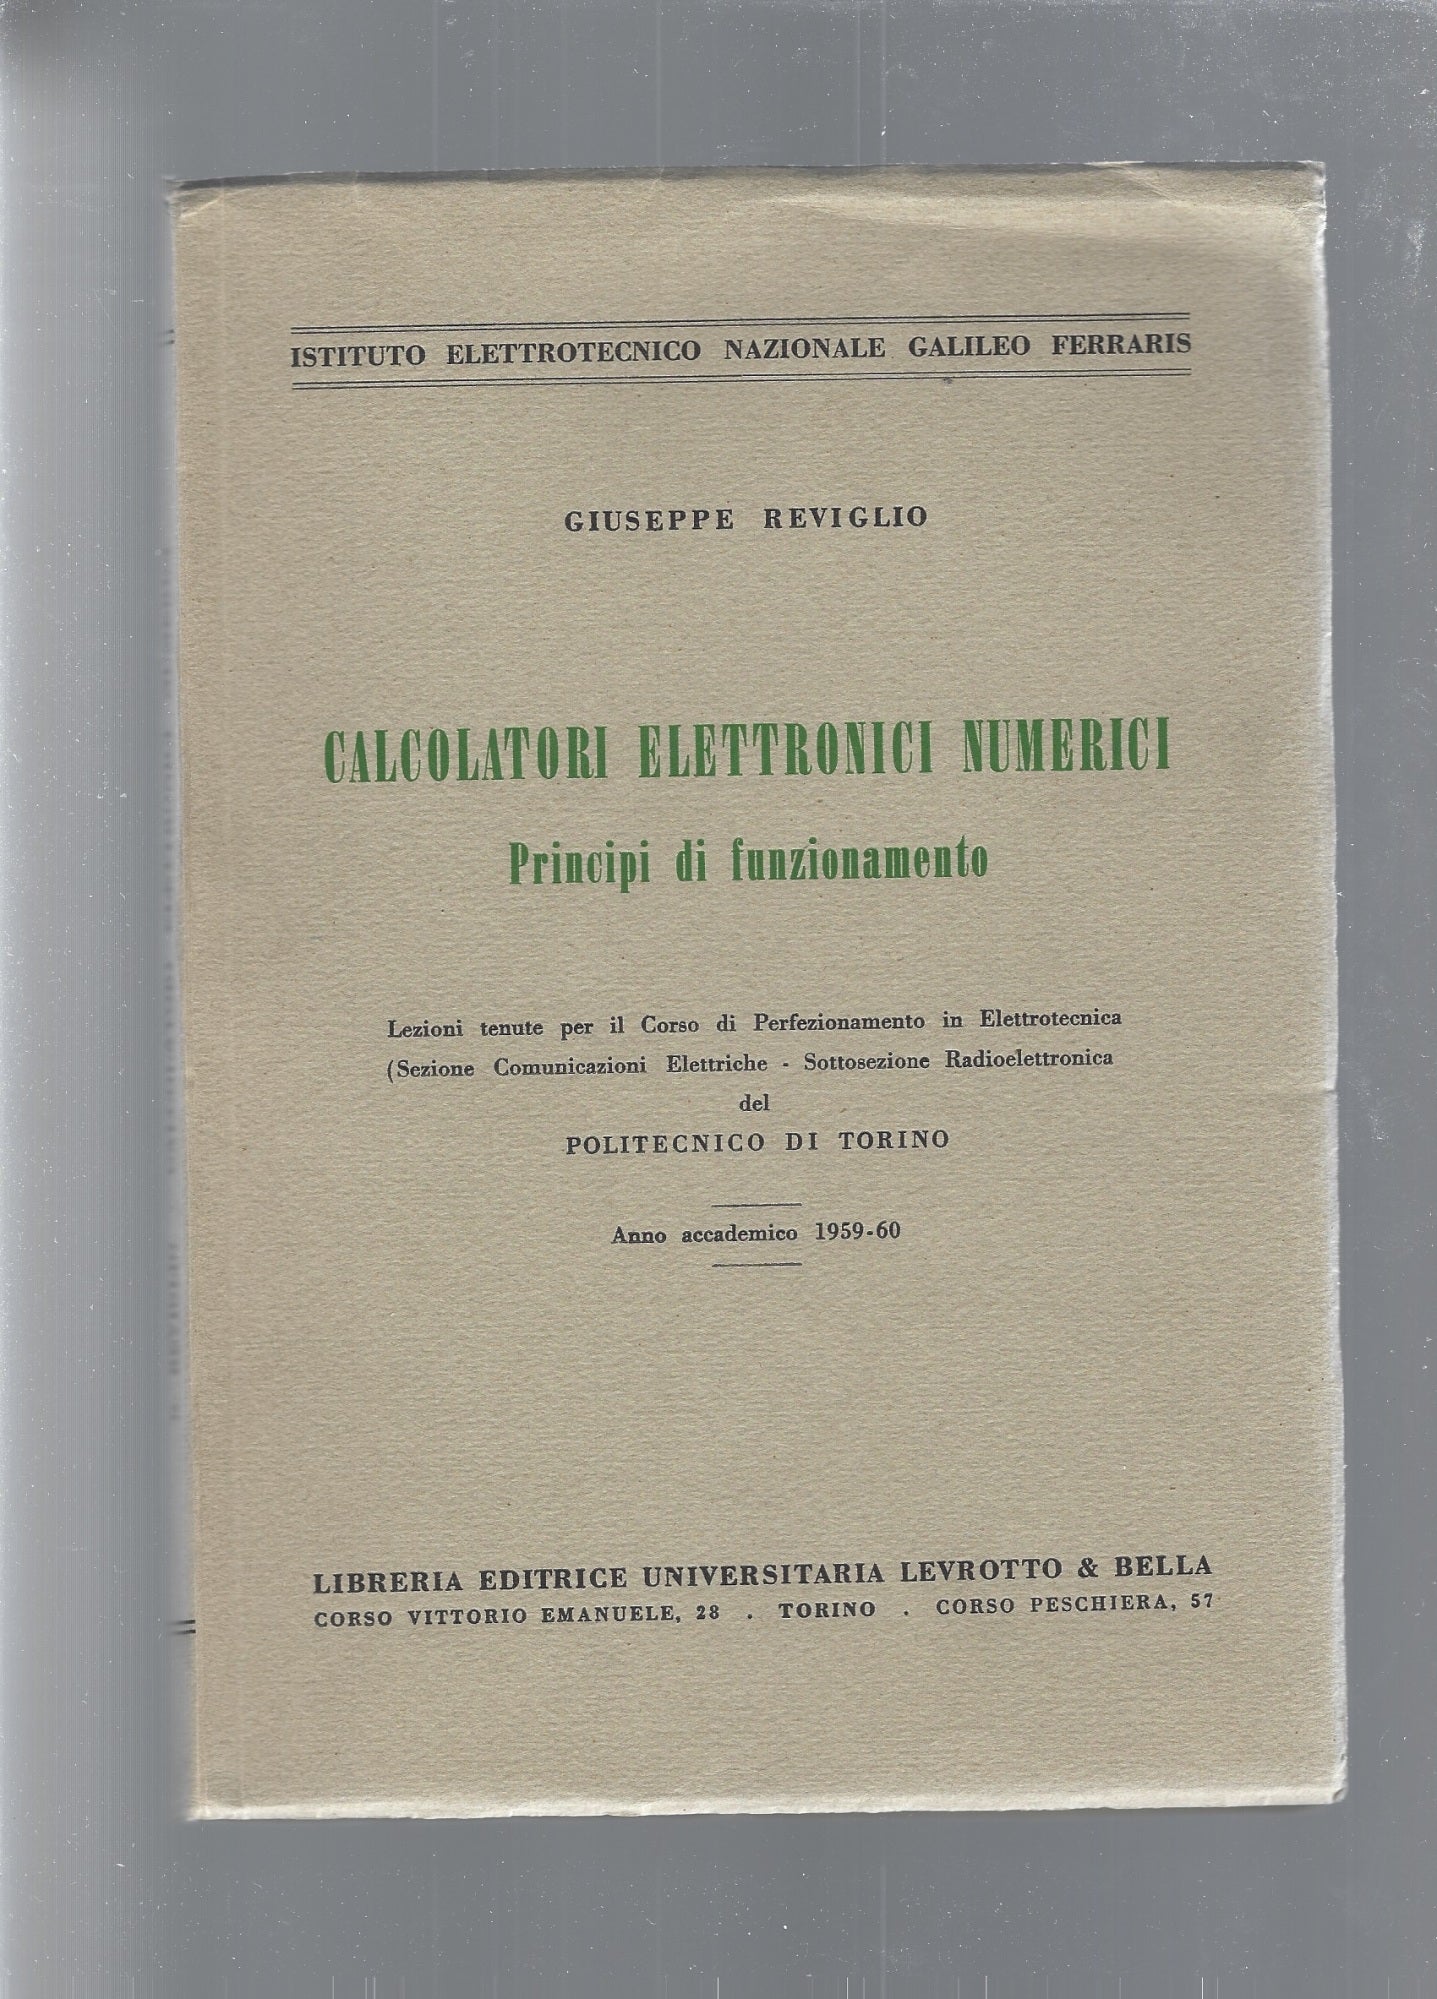 ISTITUTO ELETTROTECNICO NAZIONALE GALILEO FERRARIS
GIUSEPPE REVIGLIO
CALCOLATORI ELETTRONICI NUMERICI
Principi di funzionamento
Lezioni tenute per il Corso di Perfezionamento in Elettrotecnica
(Sezione Comunicazioni Elettriche - Sottosezione Radioelettronica
del
POLITECNICO DI TORINO
Anno accademico 1959-60
LIBRERIA EDITRICE UNIVERSITARIA LEVROTTO & BELLA
CORSO VITTORIO EMANUELE, 28 . TORINO . CORSO PESCHIERA, 57